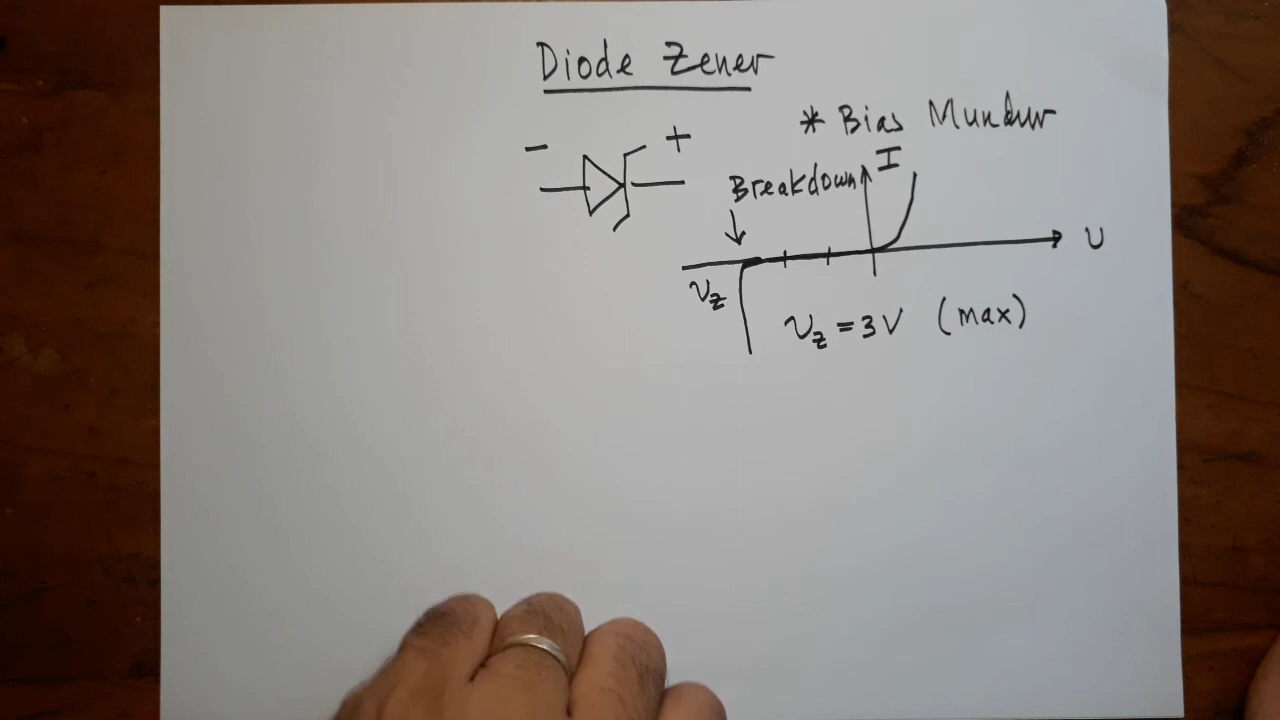 Diode Zener
* Bias Mundur
- +
Breakdown
I
V
Vz
Vz = 3V (max)